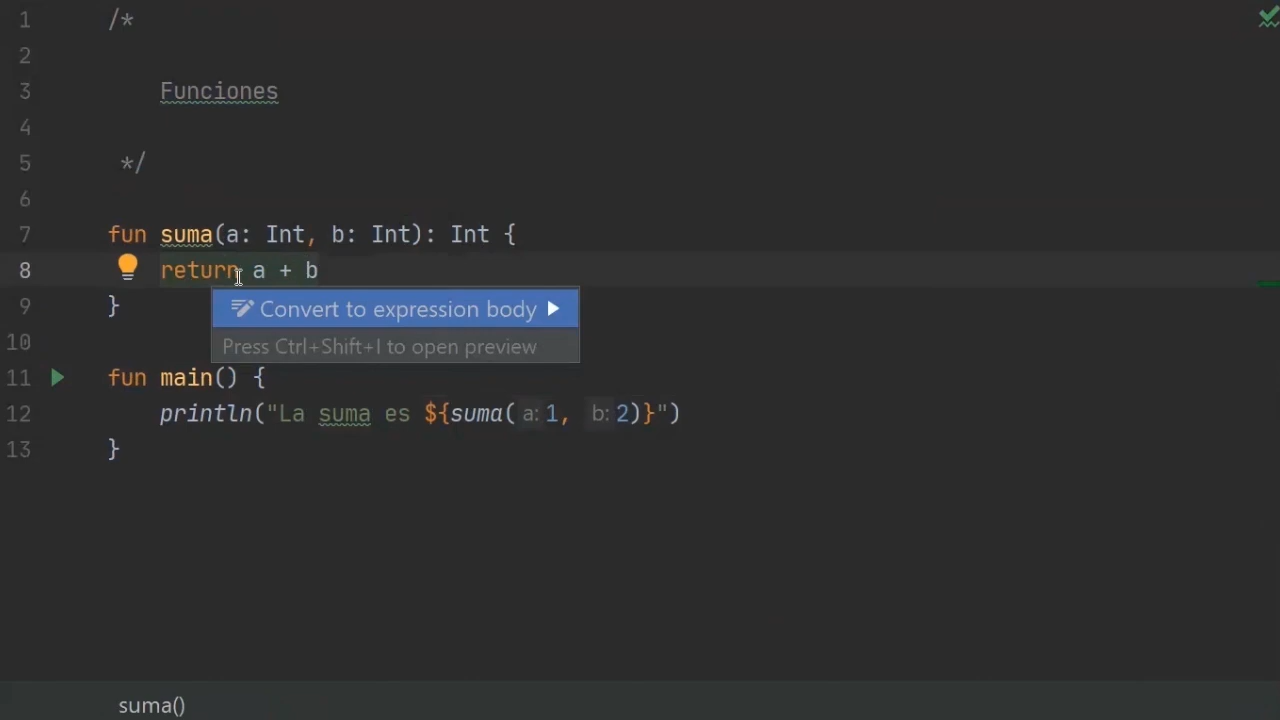 1 /*
2
3 Funciones
4
5 */
6
7 fun suma(a: Int, b: Int): Int {
8 return a + b
Convert to expression body
9 }
Press Ctrl+Shift+I to open preview
10
11 fun main() {
12 println("La suma es ${suma( a: 1, b: 2)}")
13 }
suma()